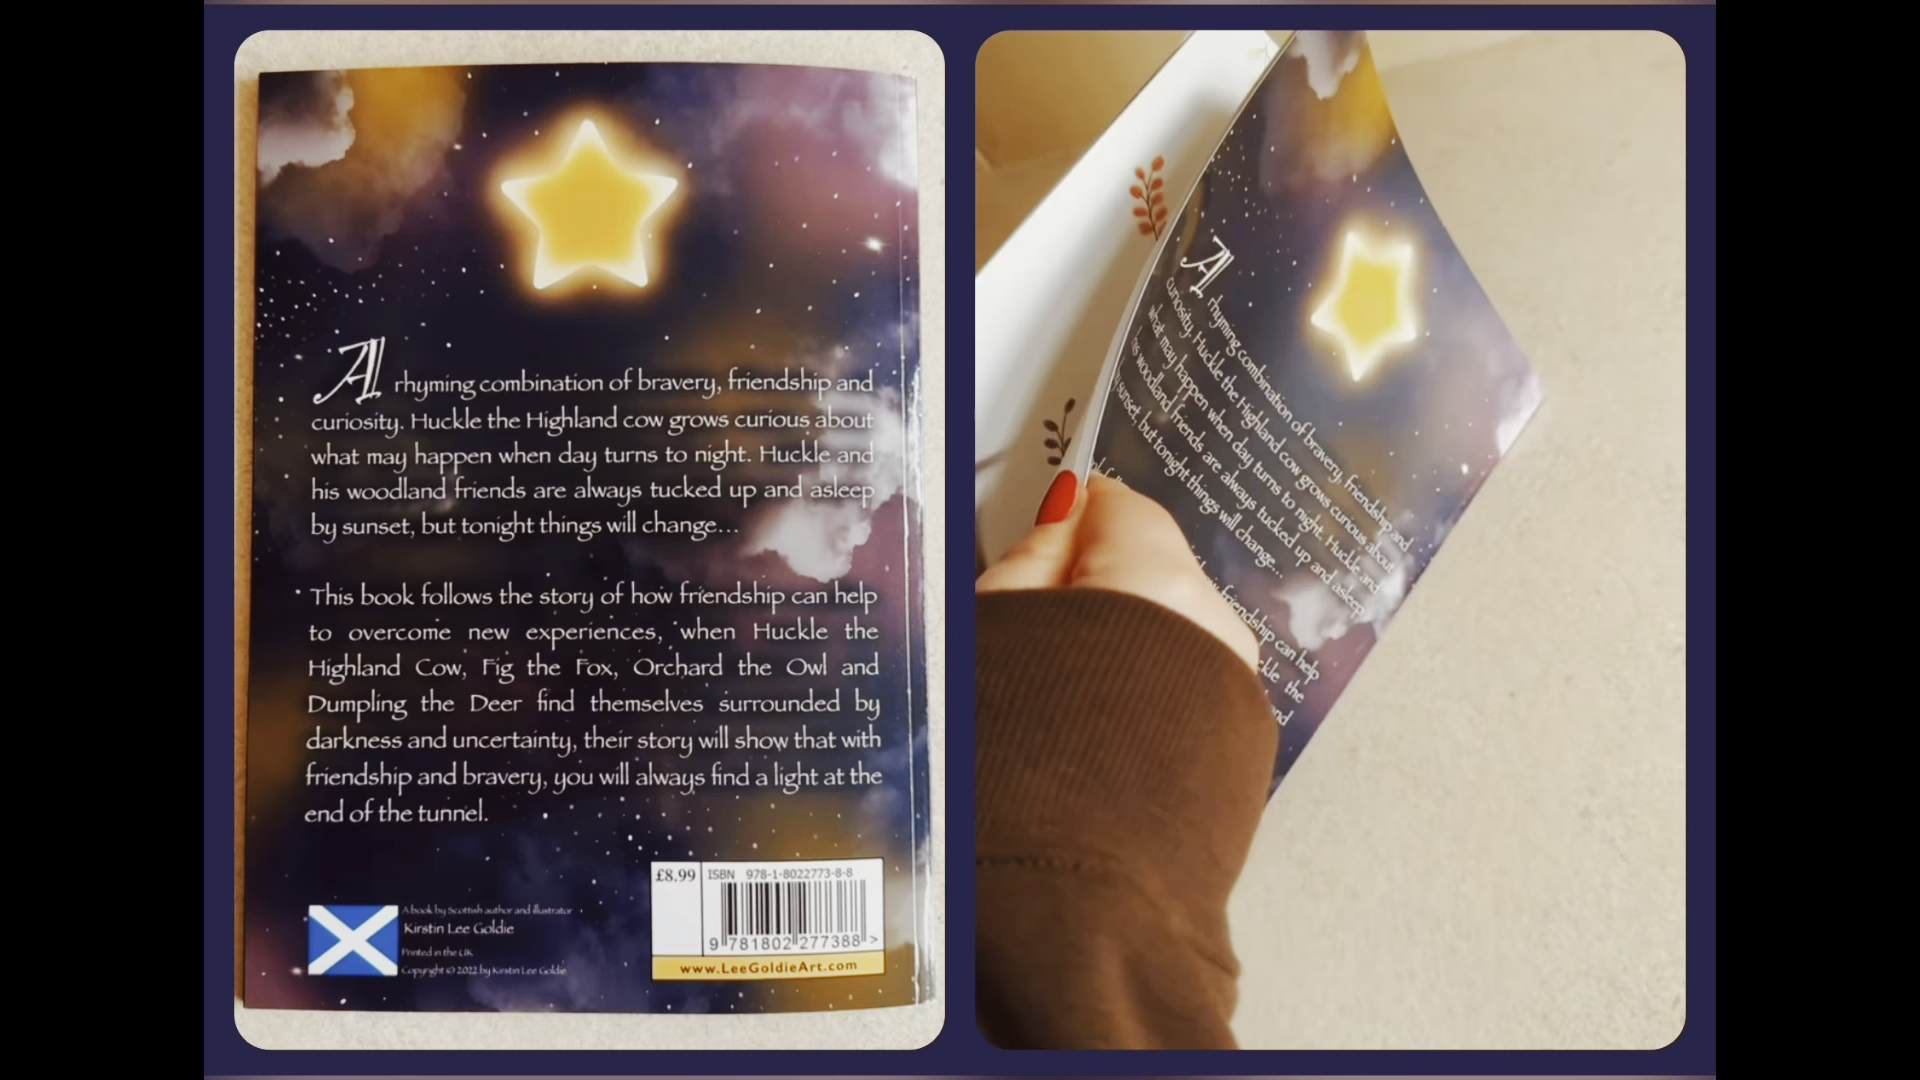 A rhyming combination of bravery, friendship and
curiosity. Huckle the Highland cow grows curious about
what may happen when day turns to night. Huckle and
his woodland friends are always tucked up and asleep
by sunset, but tonight things will change...
This book follows the story of how friendship can help
to overcome new experiences, when Huckle the
Highland Cow, Fig the Fox, Orchard the Owl and
Dumpling the Deer find themselves surrounded by
darkness and uncertainty, their story will show that with
friendship and bravery, you will always find a light at the
end of the tunnel.
A book by Scottish author and illustrator
Kirstin Lee Goldie
Printed in the UK
Copyright © 2022 by Kirstin Lee Goldie
£8.99
ISBN 978-1-8022773-8-8
9 781802 277388 >
www.LeeGoldieArt.com
A rhyming combination of bravery, friendship and
curiosity. Huckle the Highland cow grows curious about
what may happen when day turns to night. Huckle and
his woodland friends are always tucked up and asleep
by sunset, but tonight things will change...
friendship can help
the
and